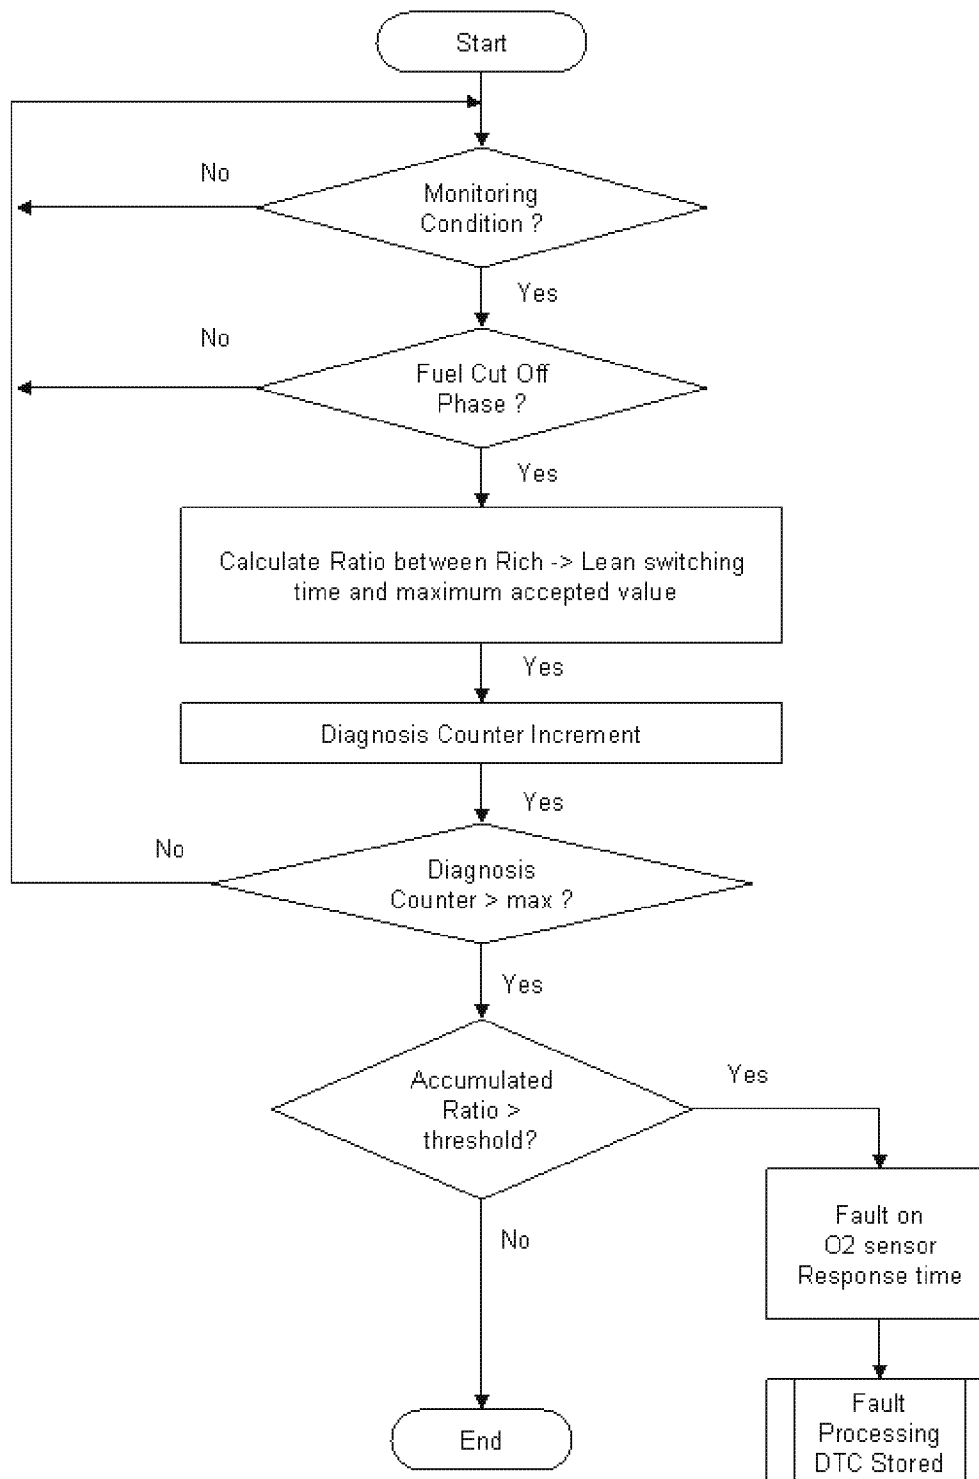 Start
No
Monitoring
Condition ?
Yes
No
Fuel Cut Off
Phase ?
Yes
Calculate Ratio between Rich -> Lean switching
time and maximum accepted value
Yes
Diagnosis Counter Increment
Yes
No
Diagnosis
Counter > max ?
Yes
Accumulated
Ratio >
threshold?
Yes
No
Fault on
O2 sensor
Response time
Fault
Processing
DTC Stored
End